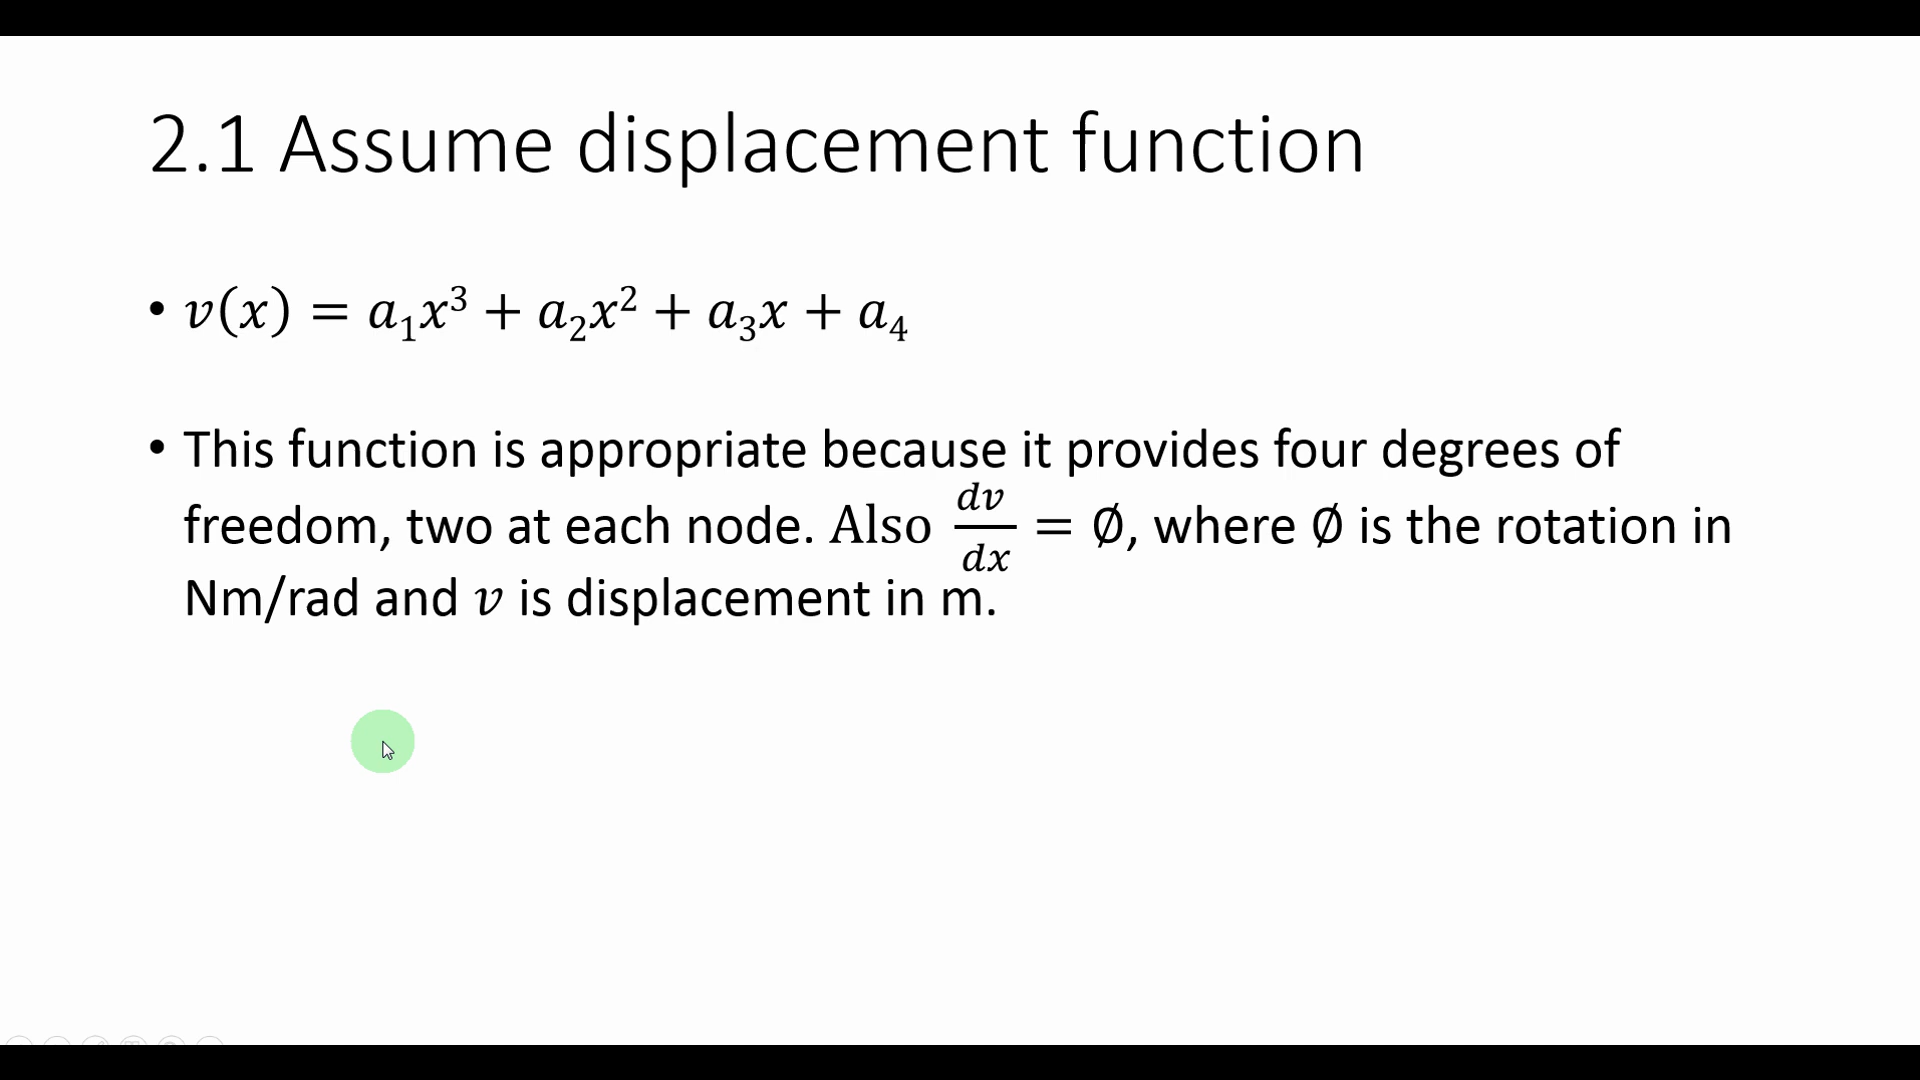 2.1 Assume displacement function
• v(x) = a₁x³ + a₂x² + a₃x + a₄
• This function is appropriate because it provides four degrees of
freedom, two at each node. Also dv/dx = ∅, where ∅ is the rotation in
Nm/rad and v is displacement in m.